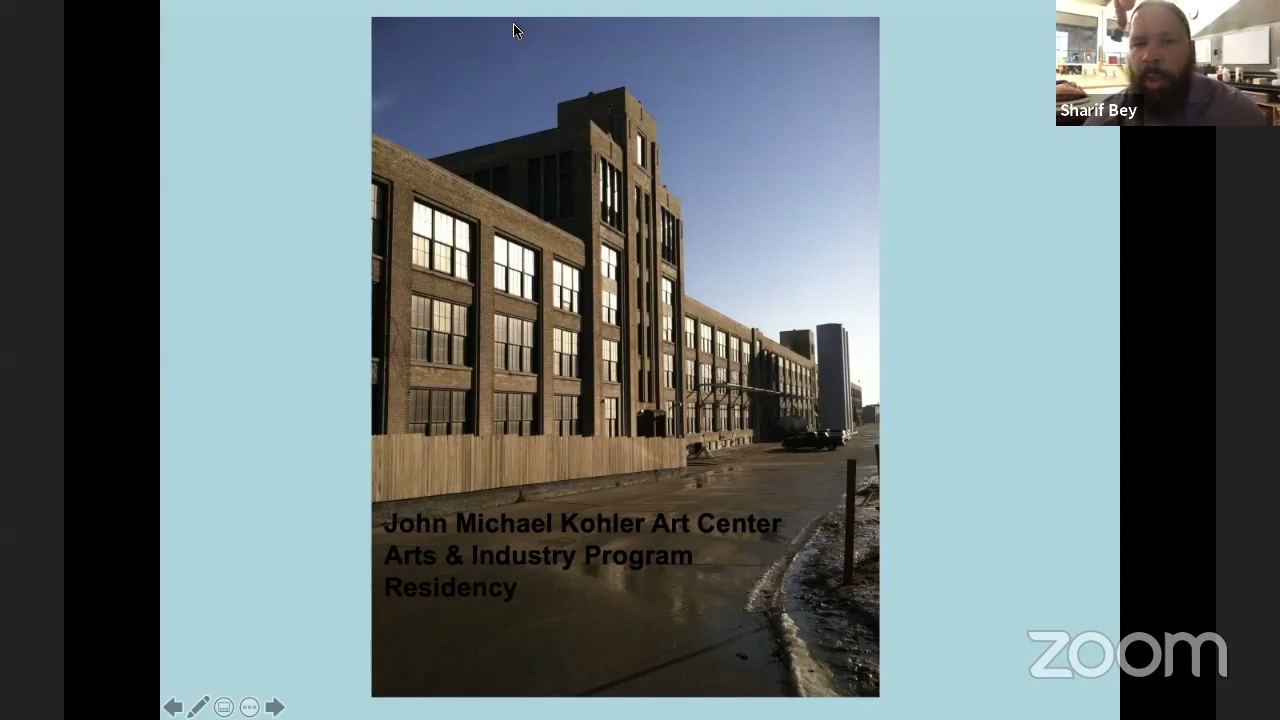 Sharif Bey
John Michael Kohler Art Center
Arts & Industry Program
Residency
zoom